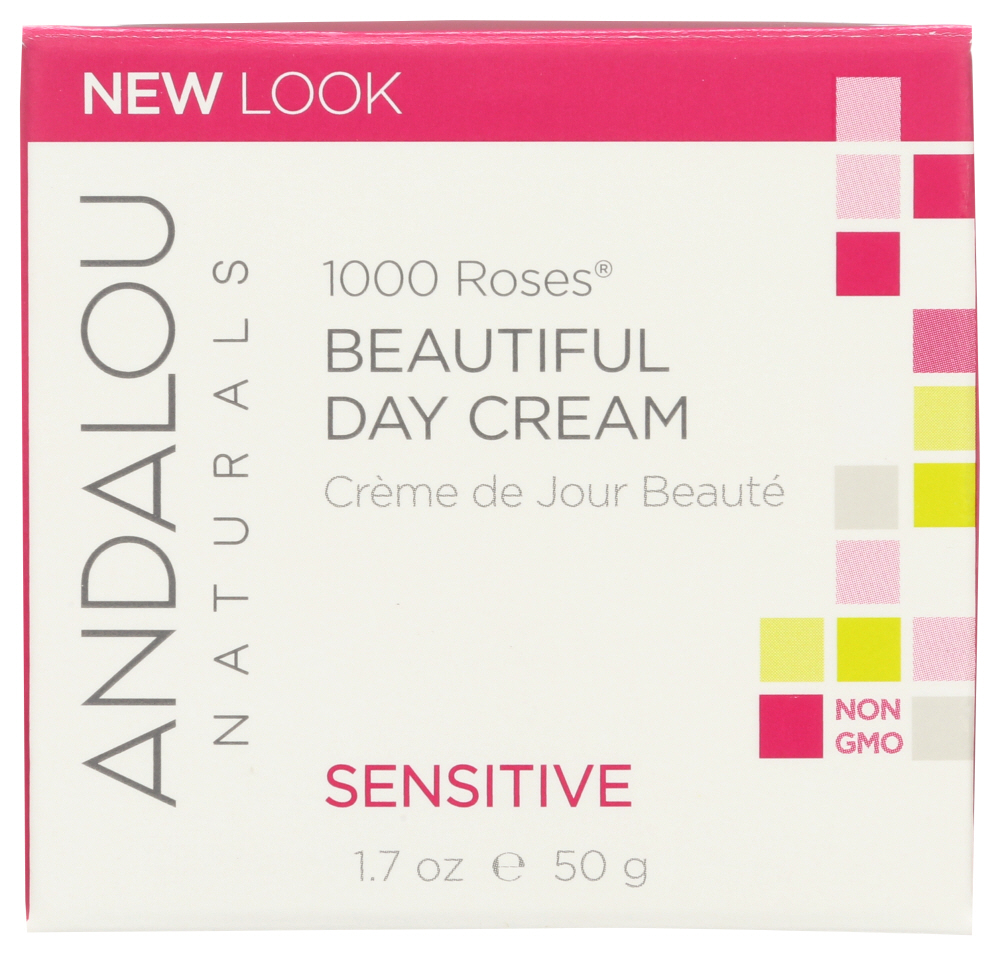 NEW LOOK
ANDALOU
NATURALS
1000 Roses®
BEAUTIFUL
DAY CREAM
Crème de Jour Beauté
NON
GMO
SENSITIVE
1.7 oz ℮ 50 g